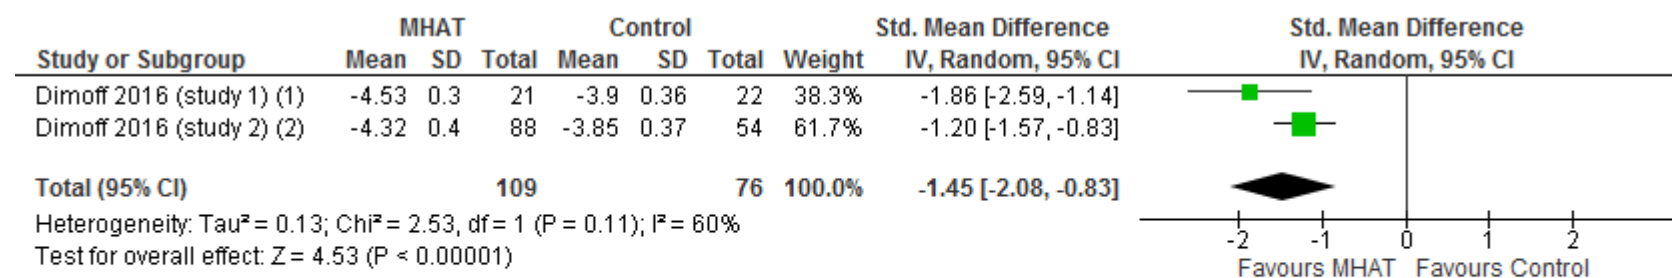 MHAT Control Std. Mean Difference Std. Mean Difference
Study or Subgroup Mean SD Total Mean SD Total Weight IV, Random, 95% CI IV, Random, 95% CI
Dimoff 2016 (study 1) (1) -4.53 0.3 21 -3.9 0.36 22 38.3% -1.86 [-2.59, -1.14]
Dimoff 2016 (study 2) (2) -4.32 0.4 88 -3.85 0.37 54 61.7% -1.20 [-1.57, -0.83]
Total (95% CI) 109 76 100.0% -1.45 [-2.08, -0.83]
Heterogeneity: Tau² = 0.13; Chi² = 2.53, df = 1 (P = 0.11); I² = 60%
Test for overall effect: Z = 4.53 (P < 0.00001)
-2 -1 0 1 2
Favours MHAT Favours Control